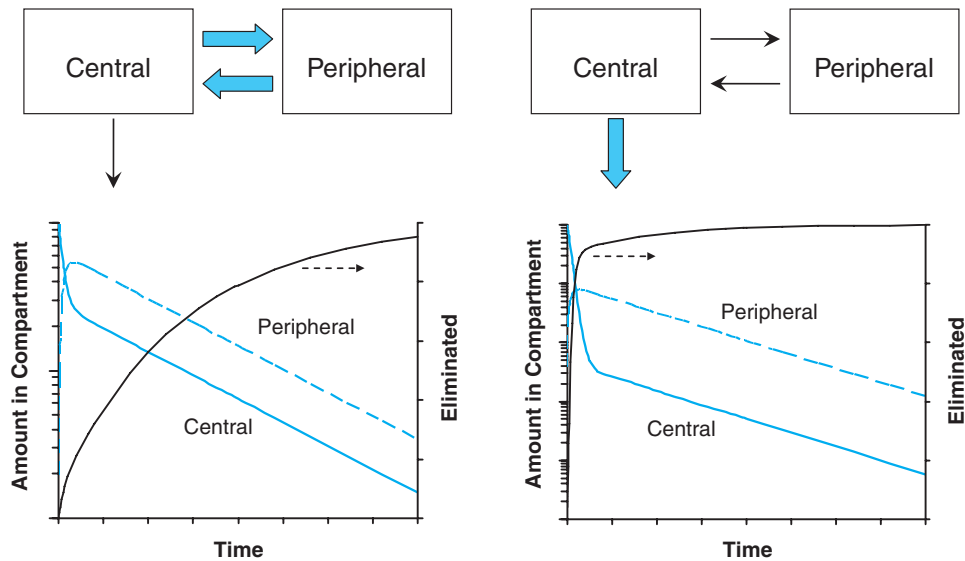 Central
Peripheral
Central
Peripheral
Amount in Compartment
Peripheral
Central
Eliminated
Time
Amount in Compartment
Peripheral
Central
Eliminated
Time